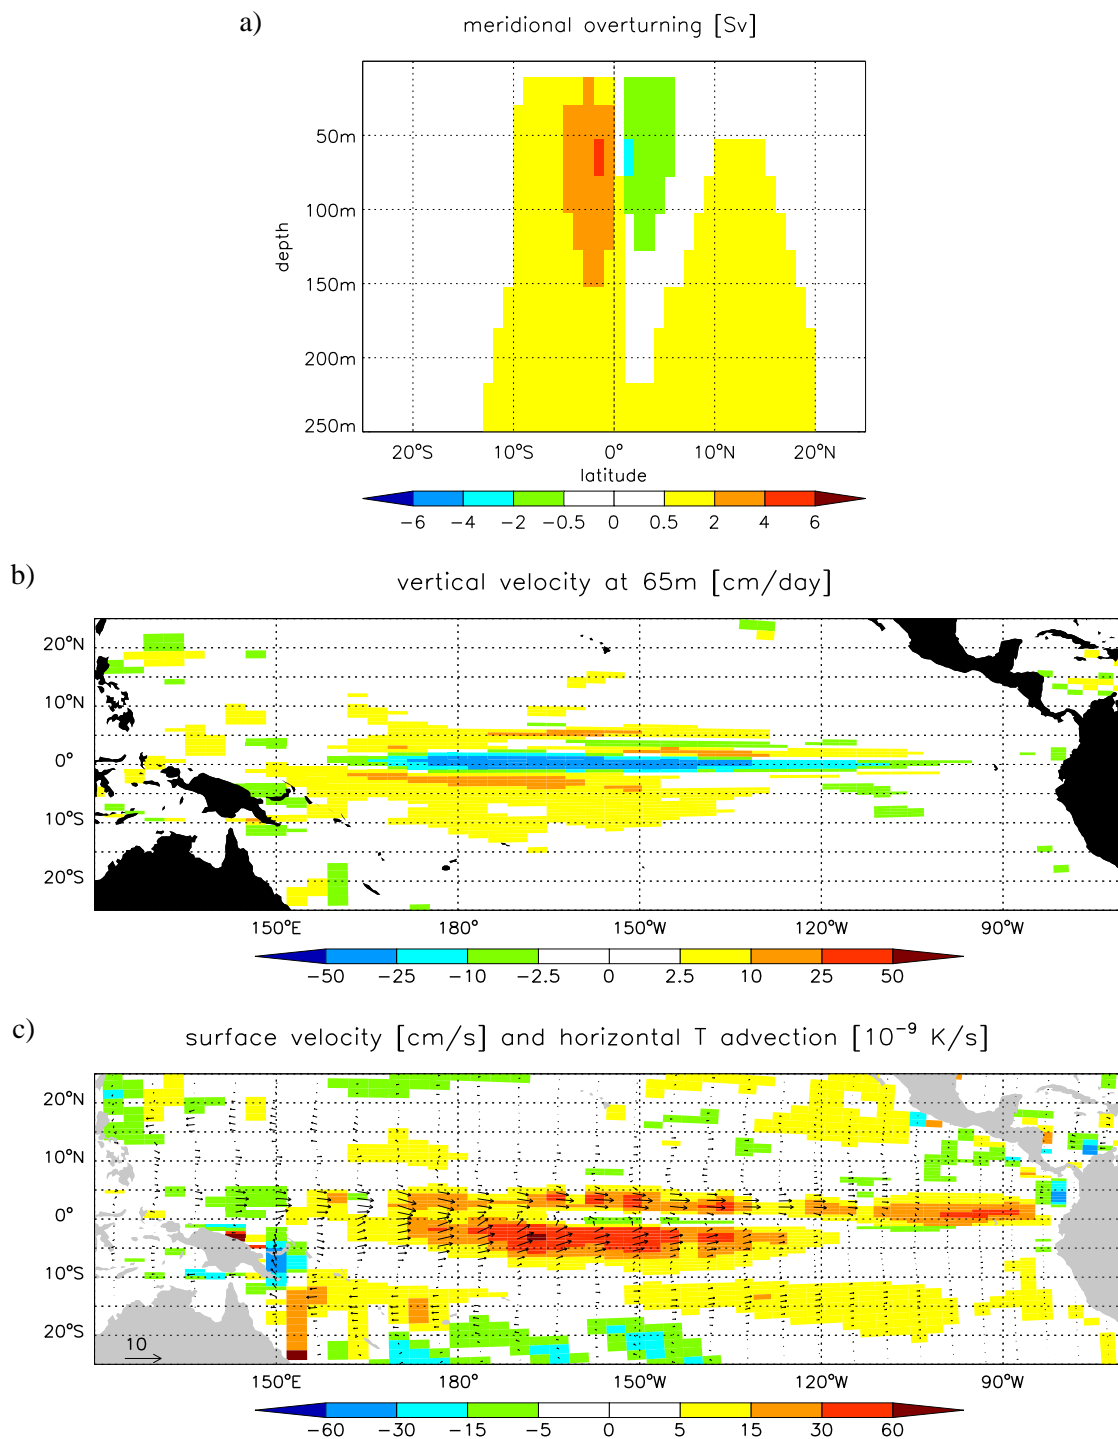 a)
meridional overturning [Sv]
50m
100m
150m
200m
250m
depth
20°S 10°S 0° 10°N 20°N
latitude
−6 −4 −2 −0.5 0 0.5 2 4 6
b)
vertical velocity at 65m [cm/day]
20°N
10°N
0°
10°S
20°S
150°E 180° 150°W 120°W 90°W
−50 −25 −10 −2.5 0 2.5 10 25 50
c)
surface velocity [cm/s] and horizontal T advection [10⁻⁹ K/s]
20°N
10°N
0°
10°S
20°S
10
150°E 180° 150°W 120°W 90°W
−60 −30 −15 −5 0 5 15 30 60